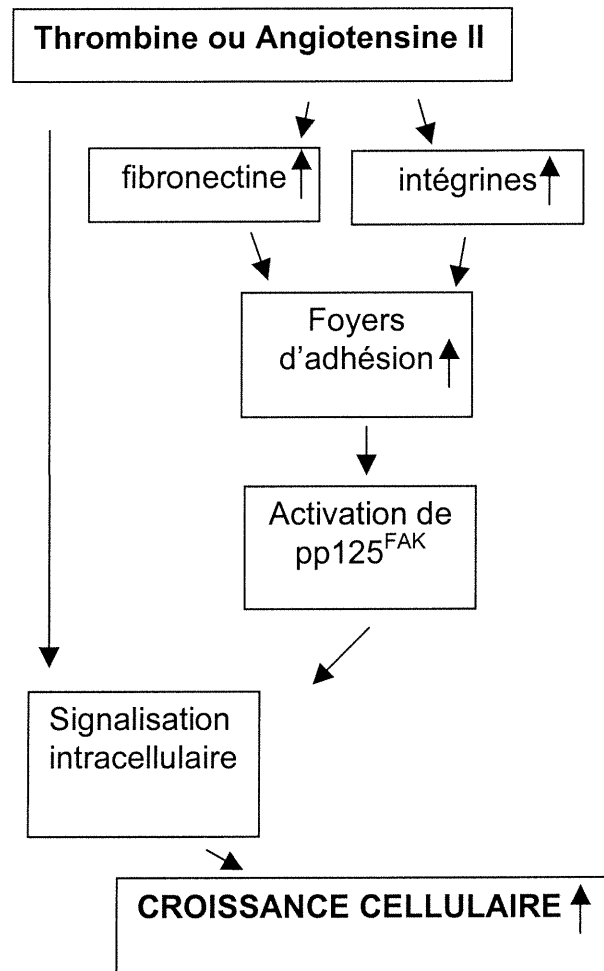 Thrombine ou Angiotensine II
fibronectine
intégrines
Foyers
d'adhésion
Activation de
pp125FAK
Signalisation
intracellulaire
CROISSANCE CELLULAIRE